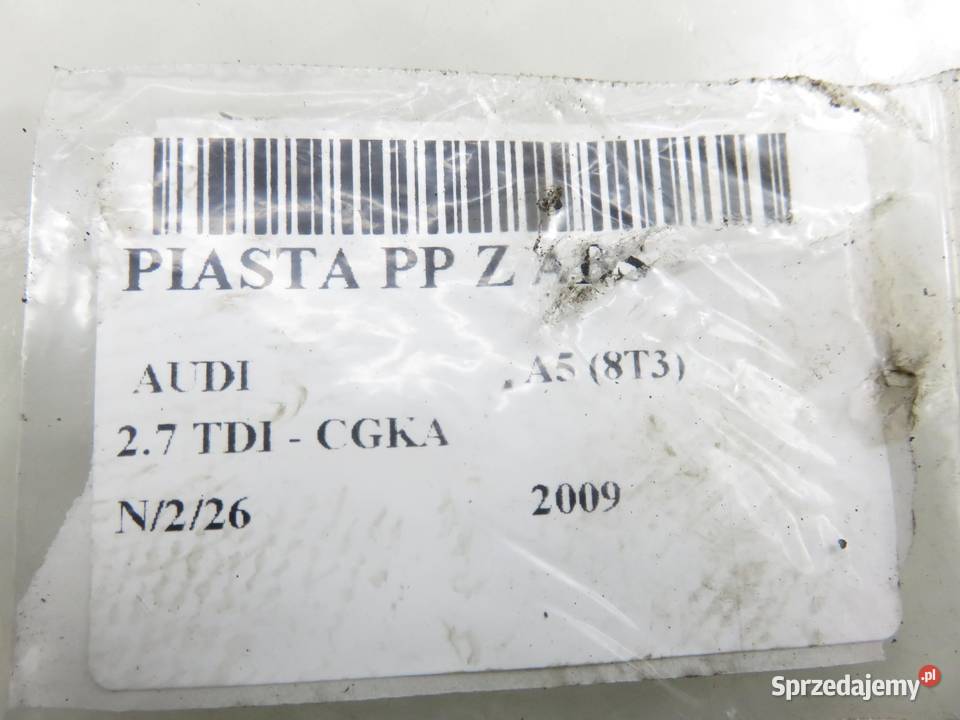 PIASTA PP Z ABS
AUDI A5 (8T3)
2.7 TDI - CGKA
N/2/26 2009
Sprzedajemy.pl